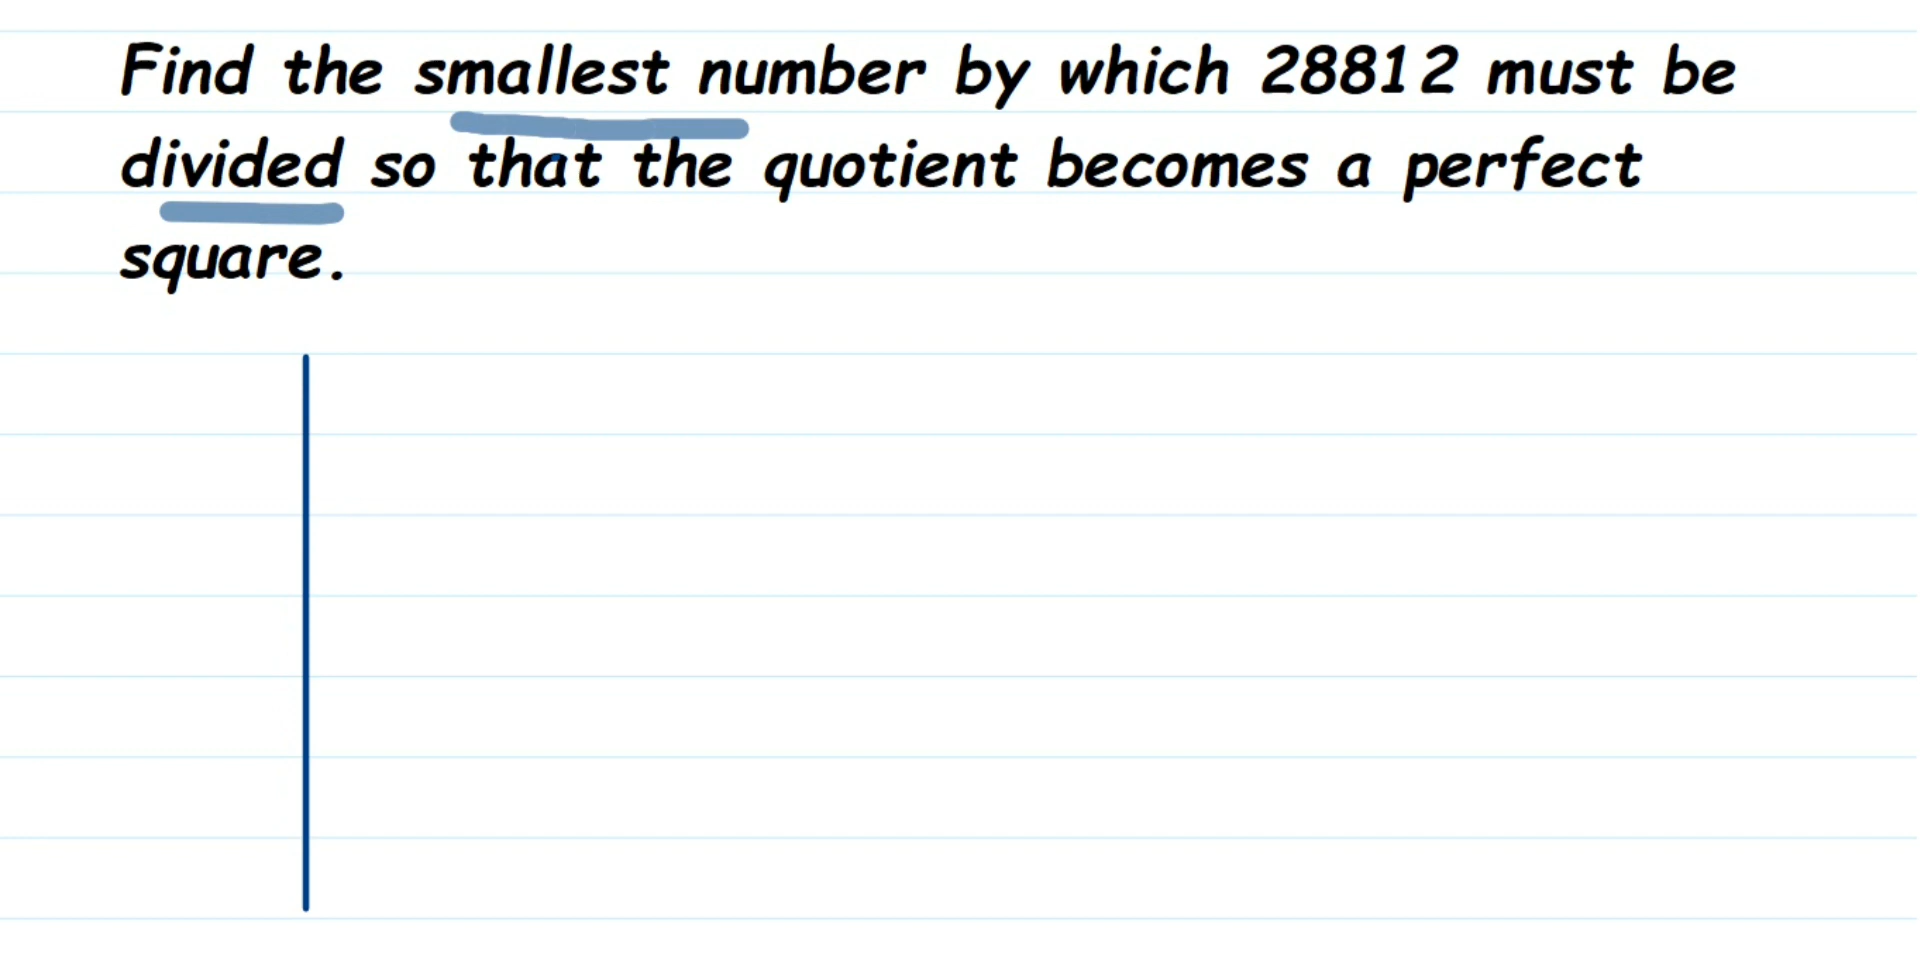 Find the smallest number by which 28812 must be
divided so that the quotient becomes a perfect
square.